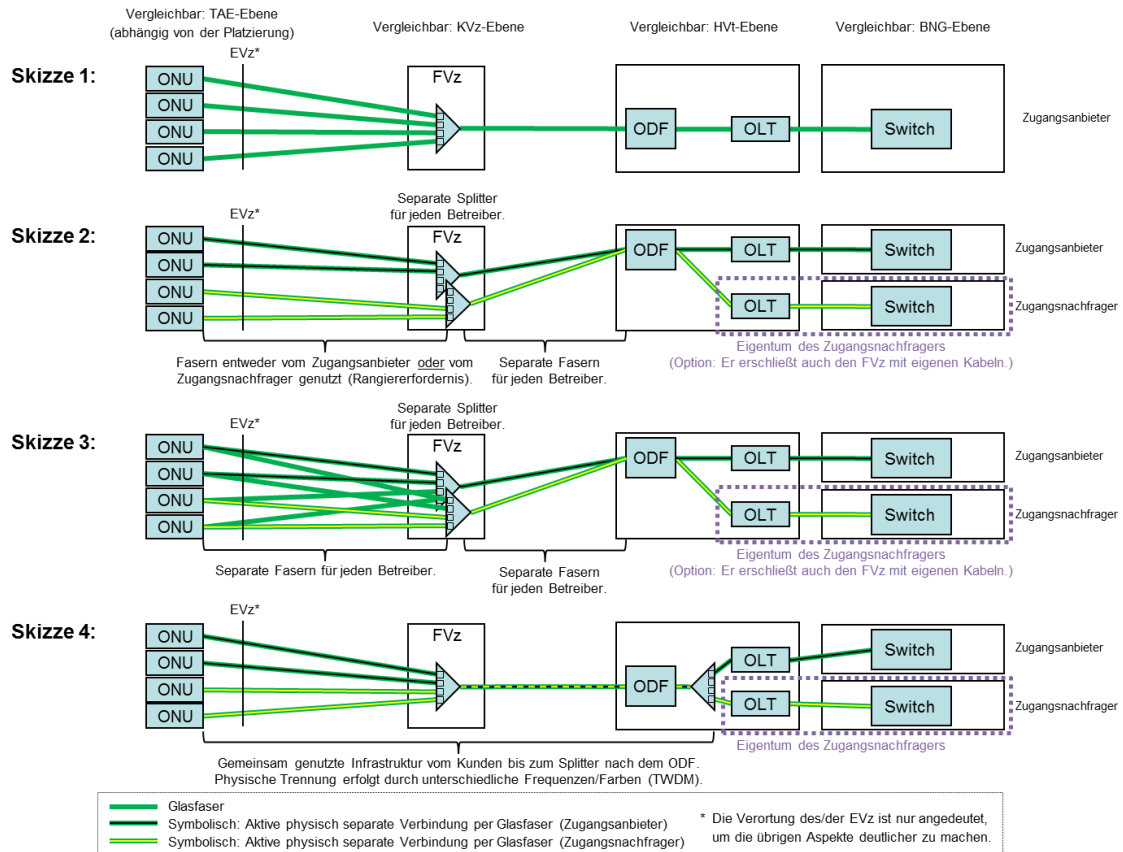 Vergleichbar: TAE-Ebene
(abhängig von der Platzierung)
Vergleichbar: KVz-Ebene
Vergleichbar: HVt-Ebene
Vergleichbar: BNG-Ebene
Skizze 1:
EVz*
ONU
ONU
ONU
ONU
FVz
ODF
OLT
Switch
Zugangsanbieter
Skizze 2:
EVz*
Separate Splitter
für jeden Betreiber.
ONU
ONU
ONU
ONU
FVz
ODF
OLT
Switch
Zugangsanbieter
OLT
Switch
Zugangsnachfrager
Fasern entweder vom Zugangsanbieter oder vom
Zugangsnachfrager genutzt (Rangiererfordernis).
Separate Fasern
für jeden Betreiber.
Eigentum des Zugangsnachfragers
(Option: Er erschließt auch den FVz mit eigenen Kabeln.)
Skizze 3:
EVz*
Separate Splitter
für jeden Betreiber.
ONU
ONU
ONU
ONU
FVz
ODF
OLT
Switch
Zugangsanbieter
OLT
Switch
Zugangsnachfrager
Separate Fasern für jeden Betreiber.
Separate Fasern
für jeden Betreiber.
Eigentum des Zugangsnachfragers
(Option: Er erschließt auch den FVz mit eigenen Kabeln.)
Skizze 4:
EVz*
ONU
ONU
ONU
ONU
FVz
ODF
OLT
Switch
Zugangsanbieter
OLT
Switch
Zugangsnachfrager
Eigentum des Zugangsnachfragers
Gemeinsam genutzte Infrastruktur vom Kunden bis zum Splitter nach dem ODF.
Physische Trennung erfolgt durch unterschiedliche Frequenzen/Farben (TWDM).
Glasfaser
Symbolisch: Aktive physisch separate Verbindung per Glasfaser (Zugangsanbieter)
Symbolisch: Aktive physisch separate Verbindung per Glasfaser (Zugangsnachfrager)
* Die Verortung des/der EVz ist nur angedeutet,
um die übrigen Aspekte deutlicher zu machen.